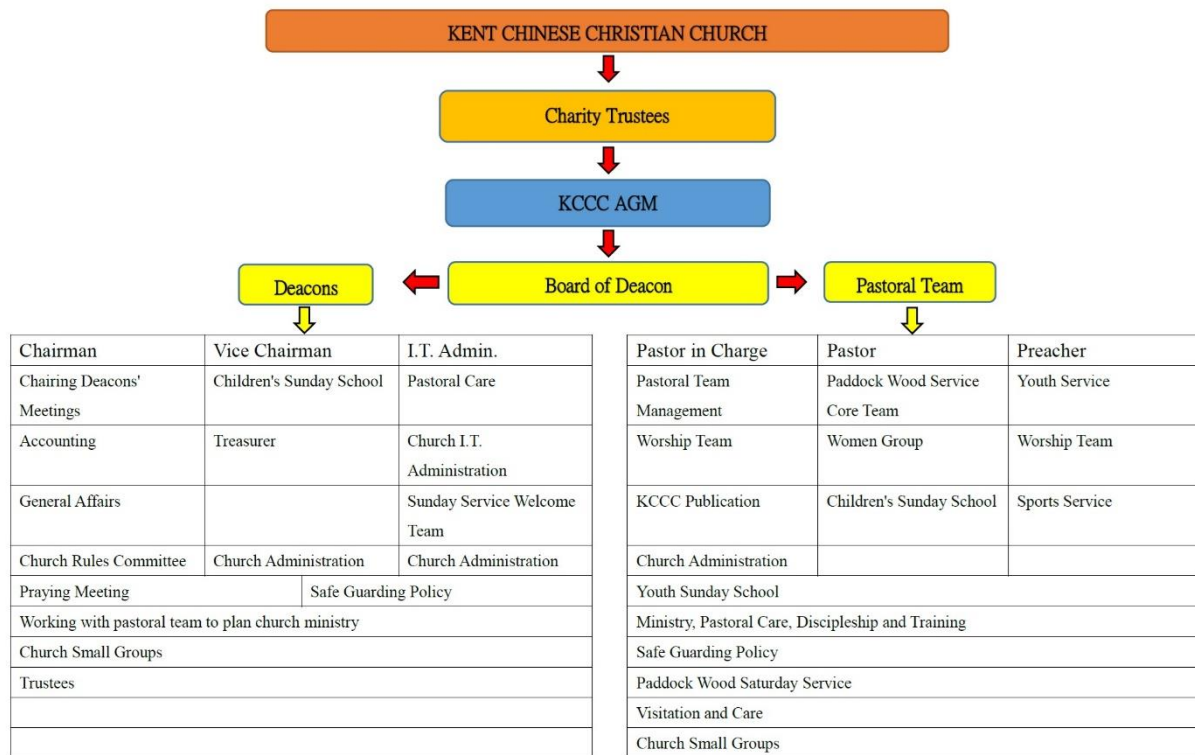 KENT CHINESE CHRISTIAN CHURCH
Charity Trustees
KCCC AGM
Deacons
Board of Deacon
Pastoral Team
Chairman Vice Chairman I.T. Admin.
Chairing Deacons' Meetings Children's Sunday School Pastoral Care
Accounting Treasurer Church I.T. Administration
General Affairs Sunday Service Welcome Team
Church Rules Committee Church Administration Church Administration
Praying Meeting Safe Guarding Policy
Working with pastoral team to plan church ministry
Church Small Groups
Trustees
Pastor in Charge Pastor Preacher
Pastoral Team Management Paddock Wood Service Core Team Youth Service
Worship Team Women Group Worship Team
KCCC Publication Children's Sunday School Sports Service
Church Administration
Youth Sunday School
Ministry, Pastoral Care, Discipleship and Training
Safe Guarding Policy
Paddock Wood Saturday Service
Visitation and Care
Church Small Groups